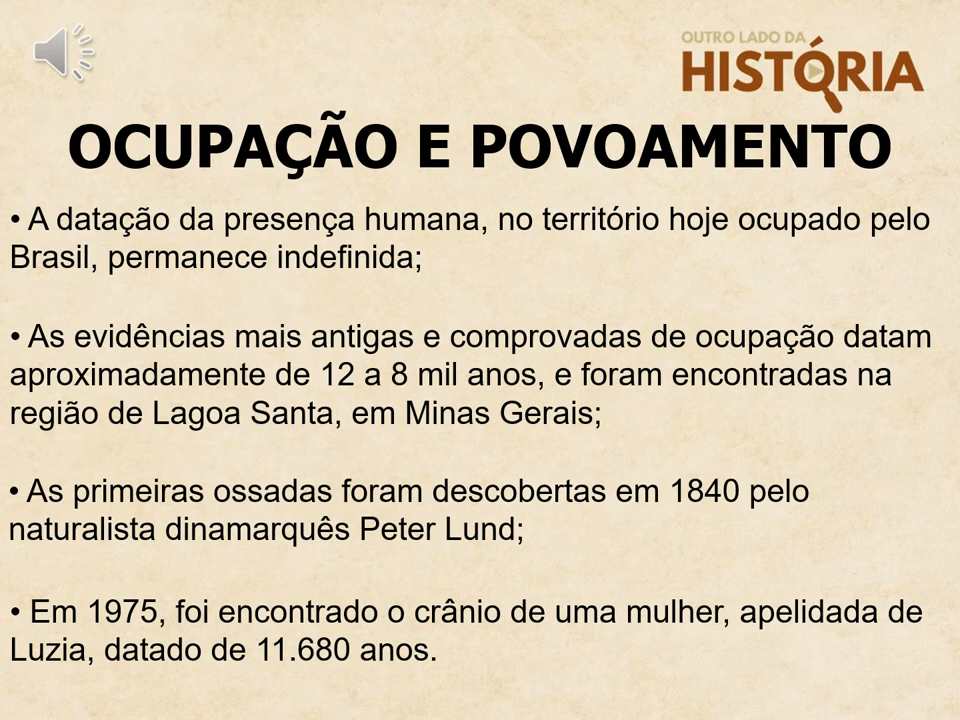 OUTRO LADO DA
HISTÓRIA
OCUPAÇÃO E POVOAMENTO
• A datação da presença humana, no território hoje ocupado pelo
Brasil, permanece indefinida;
• As evidências mais antigas e comprovadas de ocupação datam
aproximadamente de 12 a 8 mil anos, e foram encontradas na
região de Lagoa Santa, em Minas Gerais;
• As primeiras ossadas foram descobertas em 1840 pelo
naturalista dinamarquês Peter Lund;
• Em 1975, foi encontrado o crânio de uma mulher, apelidada de
Luzia, datado de 11.680 anos.